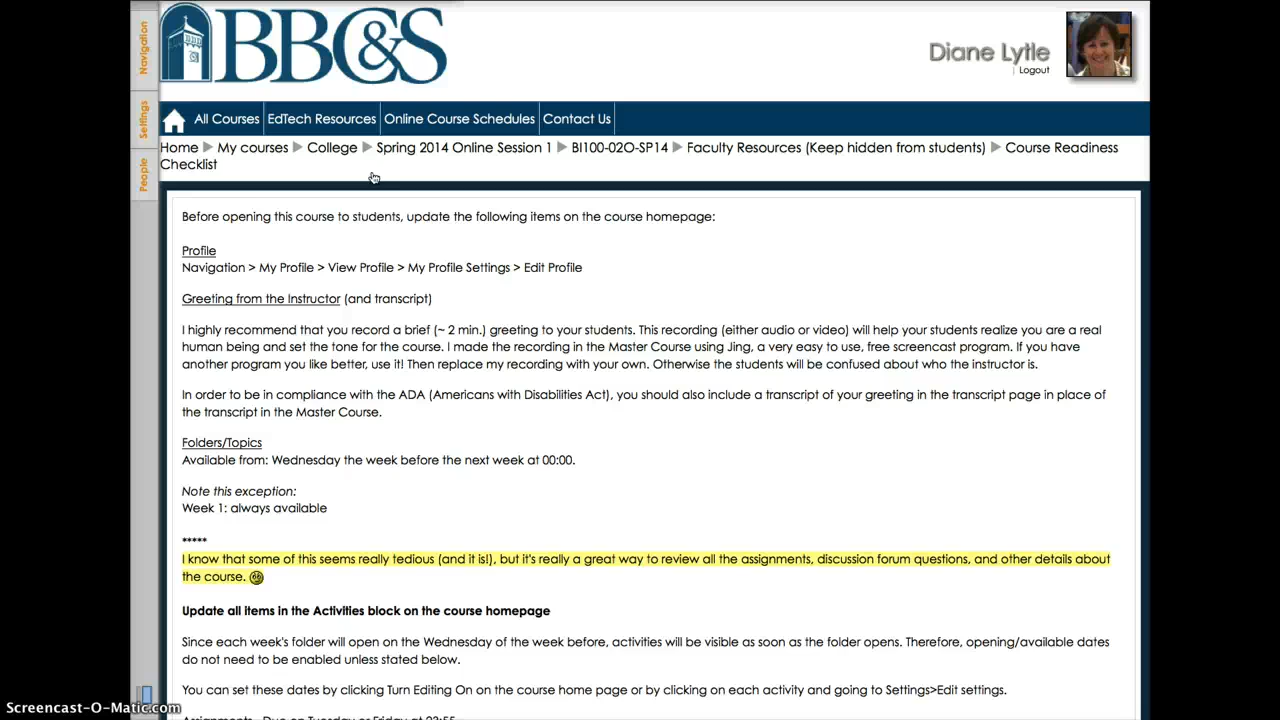 BBC&S
Diane Lytle
| Logout
Navigation
Settings
People
All Courses
EdTech Resources
Online Course Schedules
Contact Us
Home ▶ My courses ▶ College ▶ Spring 2014 Online Session 1 ▶ BI100-02O-SP14 ▶ Faculty Resources (Keep hidden from students) ▶ Course Readiness
Checklist
Before opening this course to students, update the following items on the course homepage:
Profile
Navigation > My Profile > View Profile > My Profile Settings > Edit Profile
Greeting from the Instructor (and transcript)
I highly recommend that you record a brief (~ 2 min.) greeting to your students. This recording (either audio or video) will help your students realize you are a real
human being and set the tone for the course. I made the recording in the Master Course using Jing, a very easy to use, free screencast program. If you have
another program you like better, use it! Then replace my recording with your own. Otherwise the students will be confused about who the instructor is.
In order to be in compliance with the ADA (Americans with Disabilities Act), you should also include a transcript of your greeting in the transcript page in place of
the transcript in the Master Course.
Folders/Topics
Available from: Wednesday the week before the next week at 00:00.
Note this exception:
Week 1: always available
*****
I know that some of this seems really tedious (and it is!), but it's really a great way to review all the assignments, discussion forum questions, and other details about
the course.
Update all items in the Activities block on the course homepage
Since each week's folder will open on the Wednesday of the week before, activities will be visible as soon as the folder opens. Therefore, opening/available dates
do not need to be enabled unless stated below.
You can set these dates by clicking Turn Editing On on the course home page or by clicking on each activity and going to Settings>Edit settings.
Assignments - Due on Tuesday or Friday at 23:55
Screencast-O-Matic.com